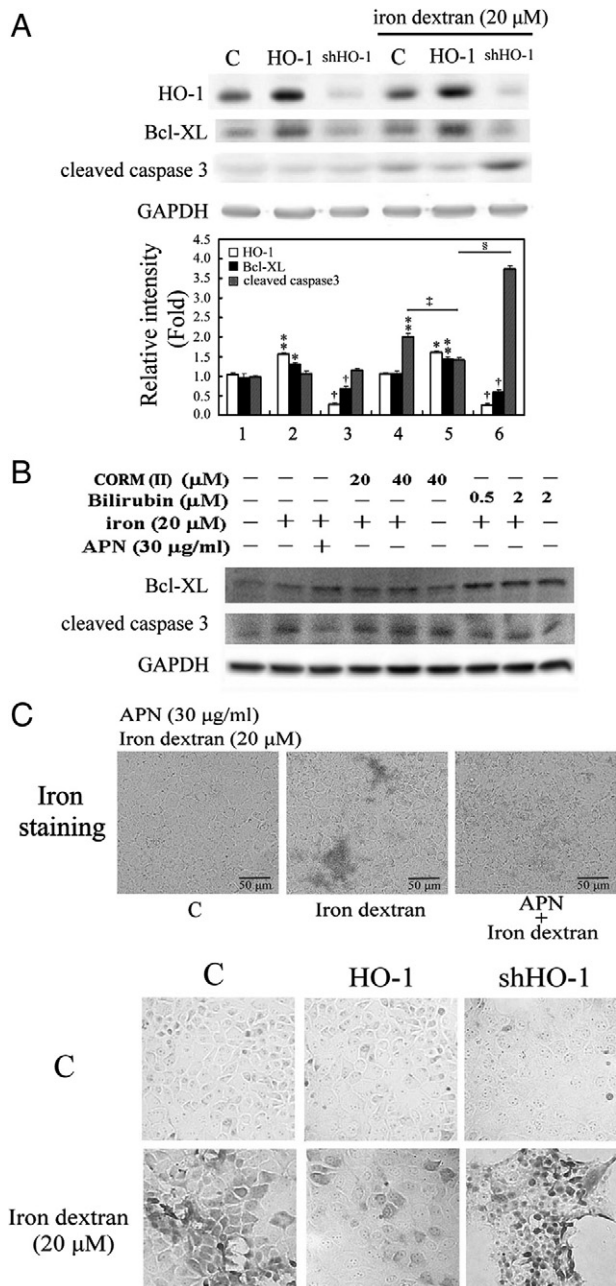 A
iron dextran (20 μM)
C HO-1 shHO-1 C HO-1 shHO-1
HO-1
Bcl-XL
cleaved caspase 3
GAPDH
Relative intensity
(Fold)
4.5
4.0
3.5
3.0
2.5
2.0
1.5
1.0
0.5
0.0
HO-1
Bcl-XL
cleaved caspase3
** * † † ** ‡ * ** § † †
1 2 3 4 5 6
B
CORM (II) (μM) − − − 20 40 40 − − −
Bilirubin (μM) − − − − − − 0.5 2 2
iron (20 μM) − + + + + − + + −
APN (30 μg/ml) − − + − − − − − −
Bcl-XL
cleaved caspase 3
GAPDH
C
APN (30 μg/ml)
Iron dextran (20 μM)
Iron
staining
50 μm 50 μm 50 μm
C Iron dextran APN
+
Iron dextran
C HO-1 shHO-1
C
Iron dextran
(20 μM)